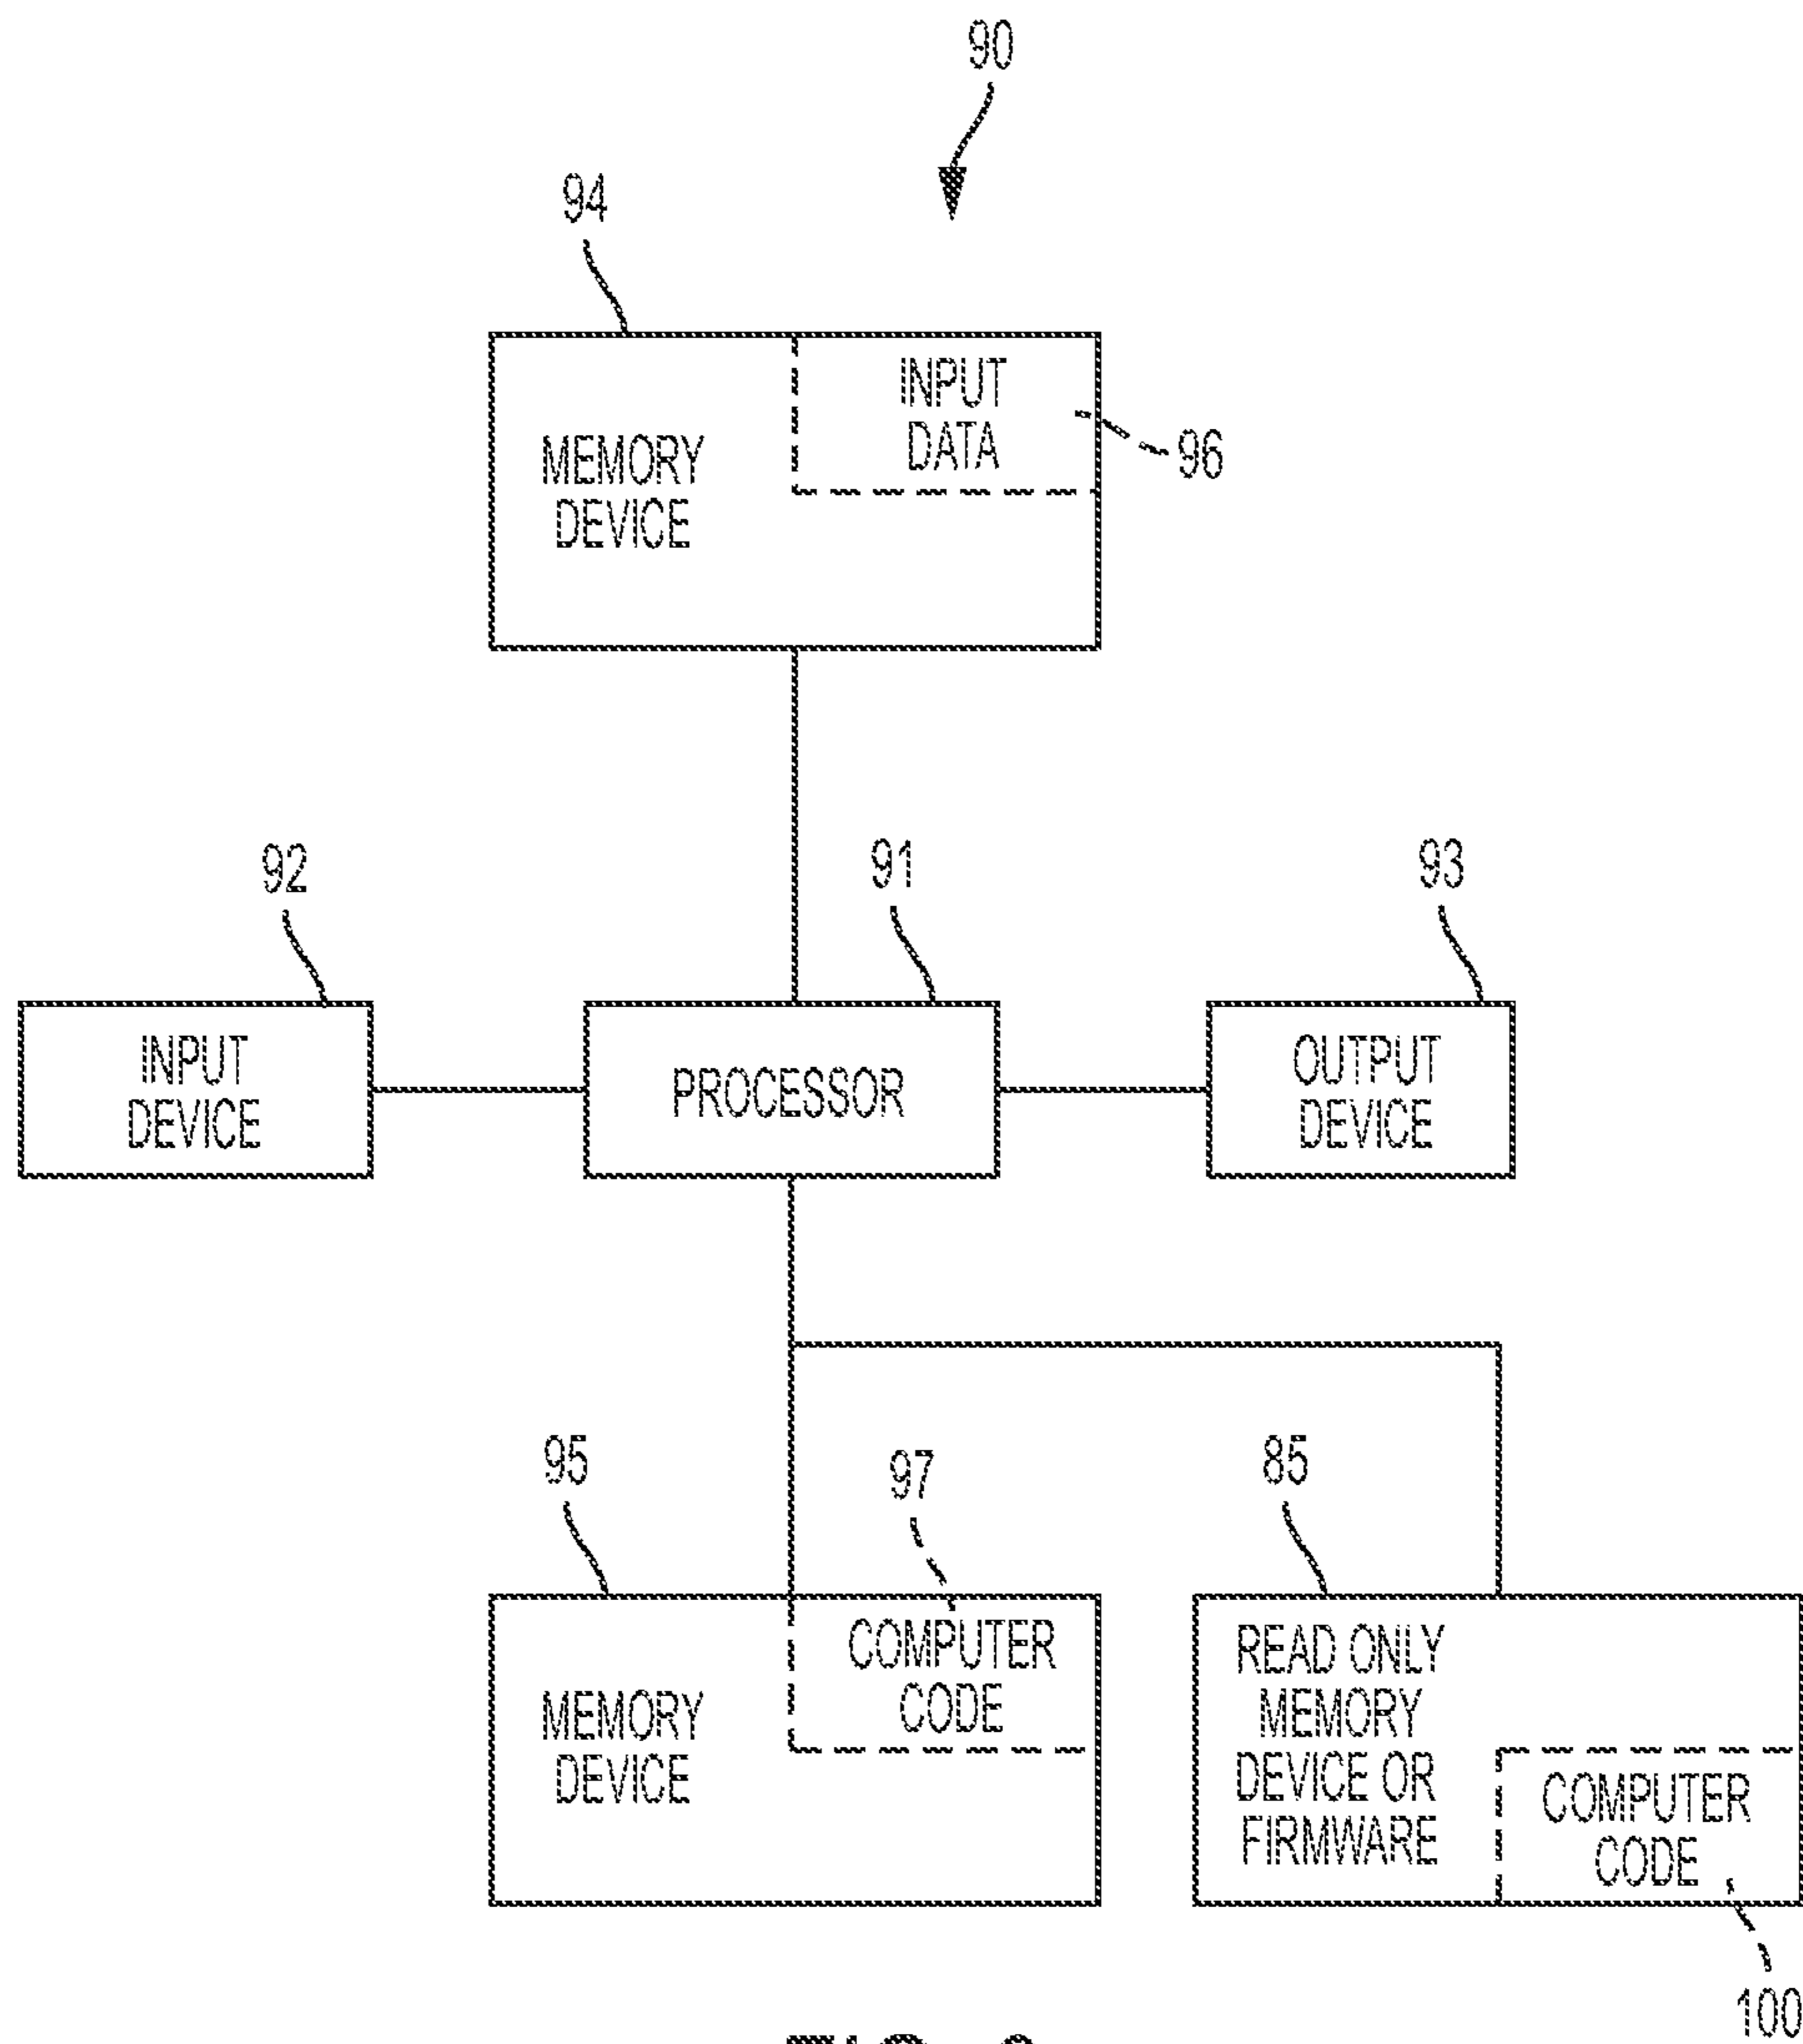 90
94
INPUT
DATA
96
MEMORY
DEVICE
92
91
93
INPUT
DEVICE
PROCESSOR
OUTPUT
DEVICE
95
97
85
COMPUTER
CODE
MEMORY
DEVICE
READ ONLY
MEMORY
DEVICE OR
FIRMWARE
COMPUTER
CODE
100